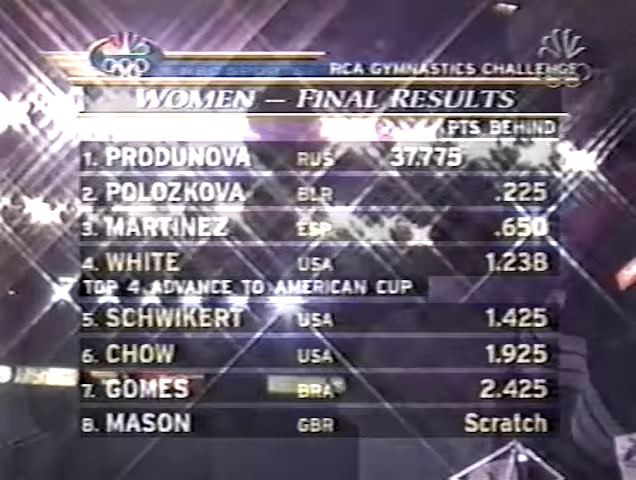 NBC SPORTS RCA GYMNASTICS CHALLENGE
WOMEN – FINAL RESULTS
PTS BEHIND
1. PRODUNOVA RUS 37.775
2. POLOZKOVA BLR .225
3. MARTINEZ ESP .650
4. WHITE USA 1.238
TOP 4 ADVANCE TO AMERICAN CUP
5. SCHWIKERT USA 1.425
6. CHOW USA 1.925
7. GOMES BRA 2.425
8. MASON GBR Scratch